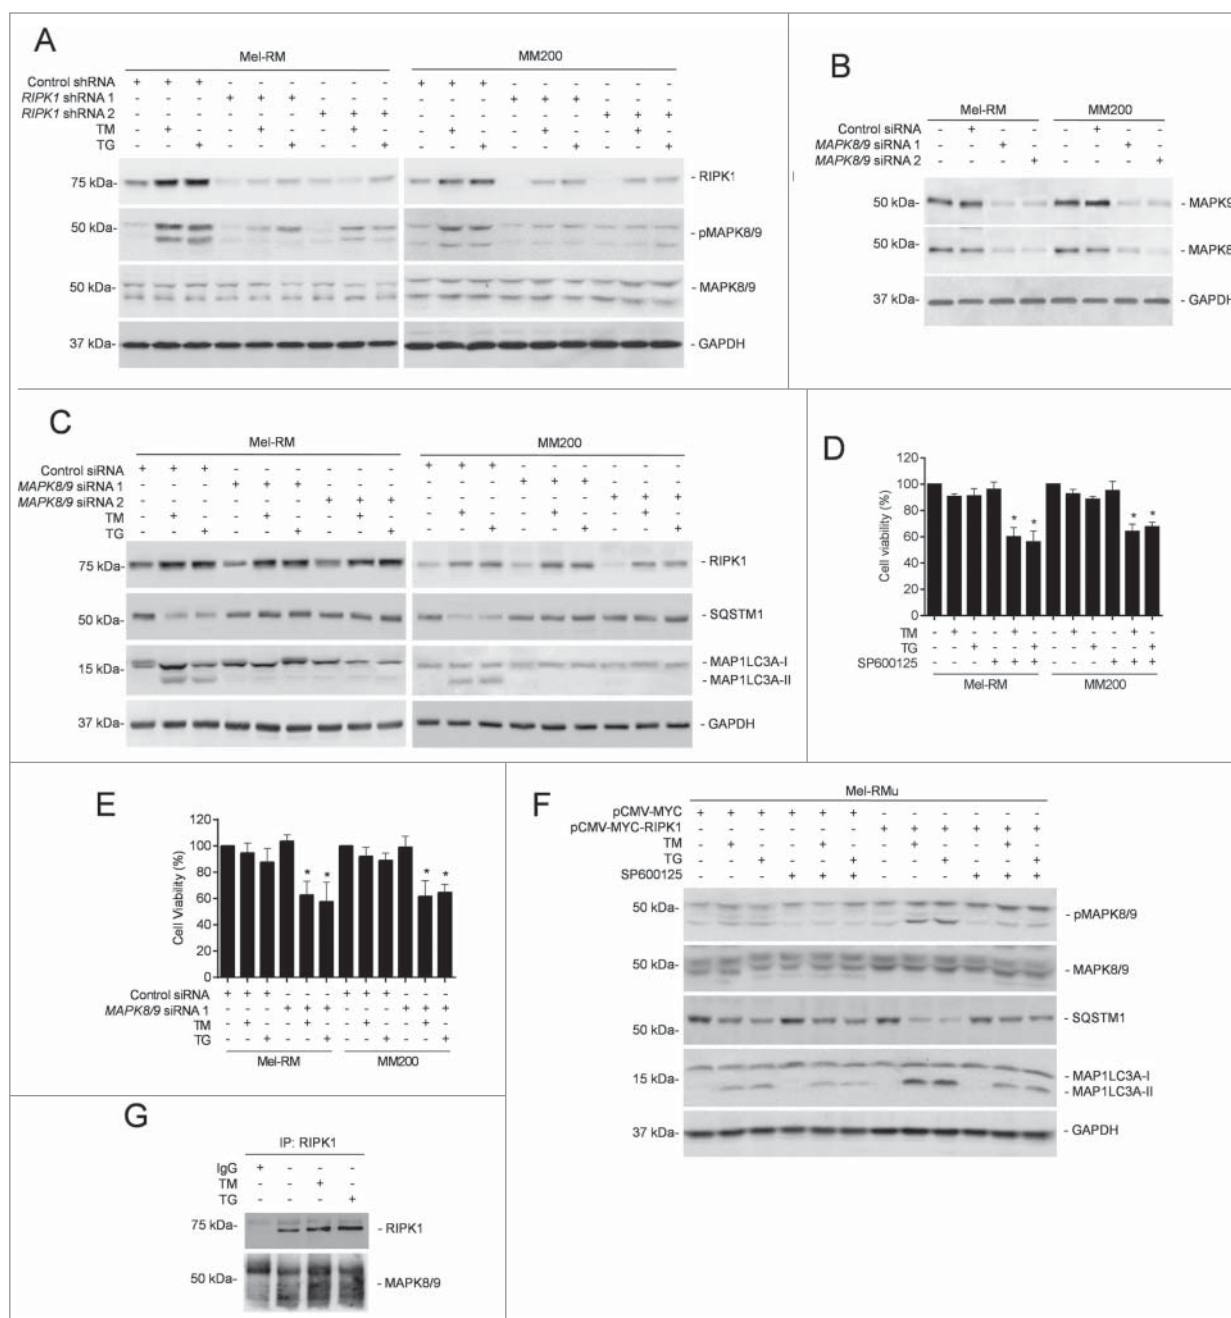 A
Mel-RM
MM200
Control shRNA + + + - - - - - - + + + - - - - - -
RIPK1 shRNA 1 - - - + + + - - - - - - + + + - - -
RIPK1 shRNA 2 - - - - - - + + + - - - - - - + + +
TM - + - - + - - + - - + - - + - - + -
TG - - + - - + - - + - - + - - + - - +
75 kDa- - RIPK1
50 kDa- - pMAPK8/9
50 kDa- - MAPK8/9
37 kDa- - GAPDH
B
Mel-RM
MM200
Control siRNA - + - - - + - -
MAPK8/9 siRNA 1 - - + - - - + -
MAPK8/9 siRNA 2 - - - + - - - +
50 kDa- - MAPK9
50 kDa- - MAPK8
37 kDa- - GAPDH
C
Mel-RM
MM200
Control siRNA + + + - - - - - - + + + - - - - - -
MAPK8/9 siRNA 1 - - - + + + - - - - - - + + + - - -
MAPK8/9 siRNA 2 - - - - - - + + + - - - - - - + + +
TM - + - - + - - + - - + - - + - - + -
TG - - + - - + - - + - - + - - + - - +
75 kDa- - RIPK1
50 kDa- - SQSTM1
15 kDa- - MAP1LC3A-I
- MAP1LC3A-II
37 kDa- - GAPDH
D
Cell viability (%)
120
100
80
60
40
20
0
* * * *
TM - + - - + - - + - - + -
TG - - + - - + - - + - - +
SP600125 - - - + + + - - - + + +
Mel-RM
MM200
E
Cell Viability (%)
120
100
80
60
40
20
0
* * * *
Control siRNA + + + - - - + + + - - -
MAPK8/9 siRNA 1 - - - + + + - - - + + +
TM - + - - + - - + - - + -
TG - - + - - + - - + - - +
Mel-RM
MM200
F
Mel-RMu
pCMV-MYC + + + + + + - - - - - -
pCMV-MYC-RIPK1 - - - - - - + + + + + +
TM - + - - + - - + - - + -
TG - - + - - + - - + - - +
SP600125 - - - + + + - - - + + +
50 kDa- - pMAPK8/9
50 kDa- - MAPK8/9
50 kDa- - SQSTM1
15 kDa- - MAP1LC3A-I
- MAP1LC3A-II
37 kDa- - GAPDH
G
IP: RIPK1
IgG + - - -
TM - - + -
TG - - - +
75 kDa- - RIPK1
50 kDa- - MAPK8/9